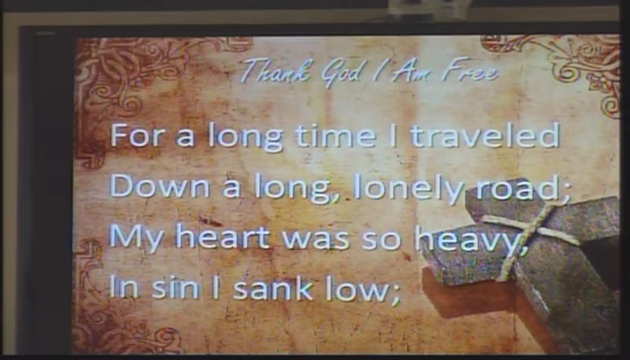 Thank God I Am Free
For a long time I traveled
Down a long, lonely road;
My heart was so heavy,
In sin I sank low;